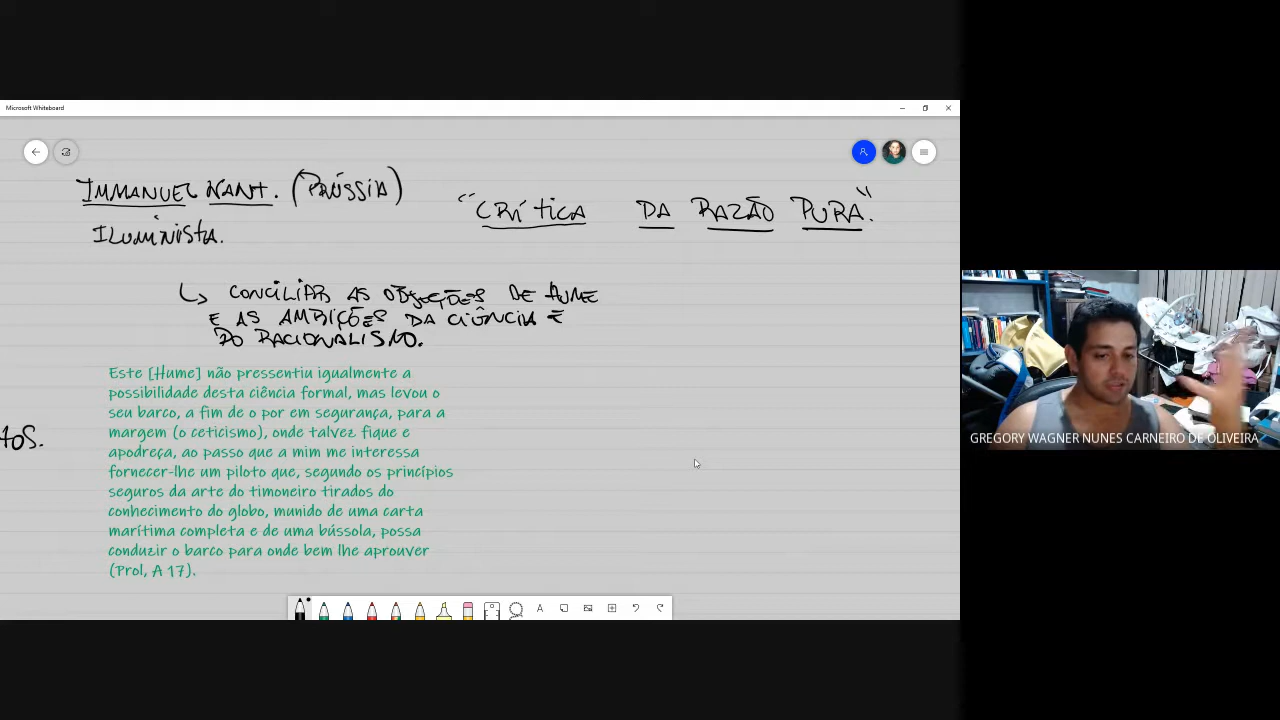 Microsoft Whiteboard
IMMANUEL KANT. (PRÚSSIA)
"CRÍTICA DA RAZÃO PURA".
ILUMINISTA.
CONCILIAR AS OBJEÇÕES DE HUME
E AS AMBIÇÕES DA CIÊNCIA E
DO RACIONALISMO.
Este [Hume] não pressentiu igualmente a
possibilidade desta ciência formal, mas levou o
seu barco, a fim de o por em segurança, para a
margem (o ceticismo), onde talvez fique e
apodreça, ao passo que a mim me interessa
fornecer-lhe um piloto que, segundo os princípios
seguros da arte do timoneiro tirados do
conhecimento do globo, munido de uma carta
marítima completa e de uma bússola, possa
conduzir o barco para onde bem lhe aprouver
(Prol, A 17).
GREGORY WAGNER NUNES CARNEIRO DE OLIVEIRA